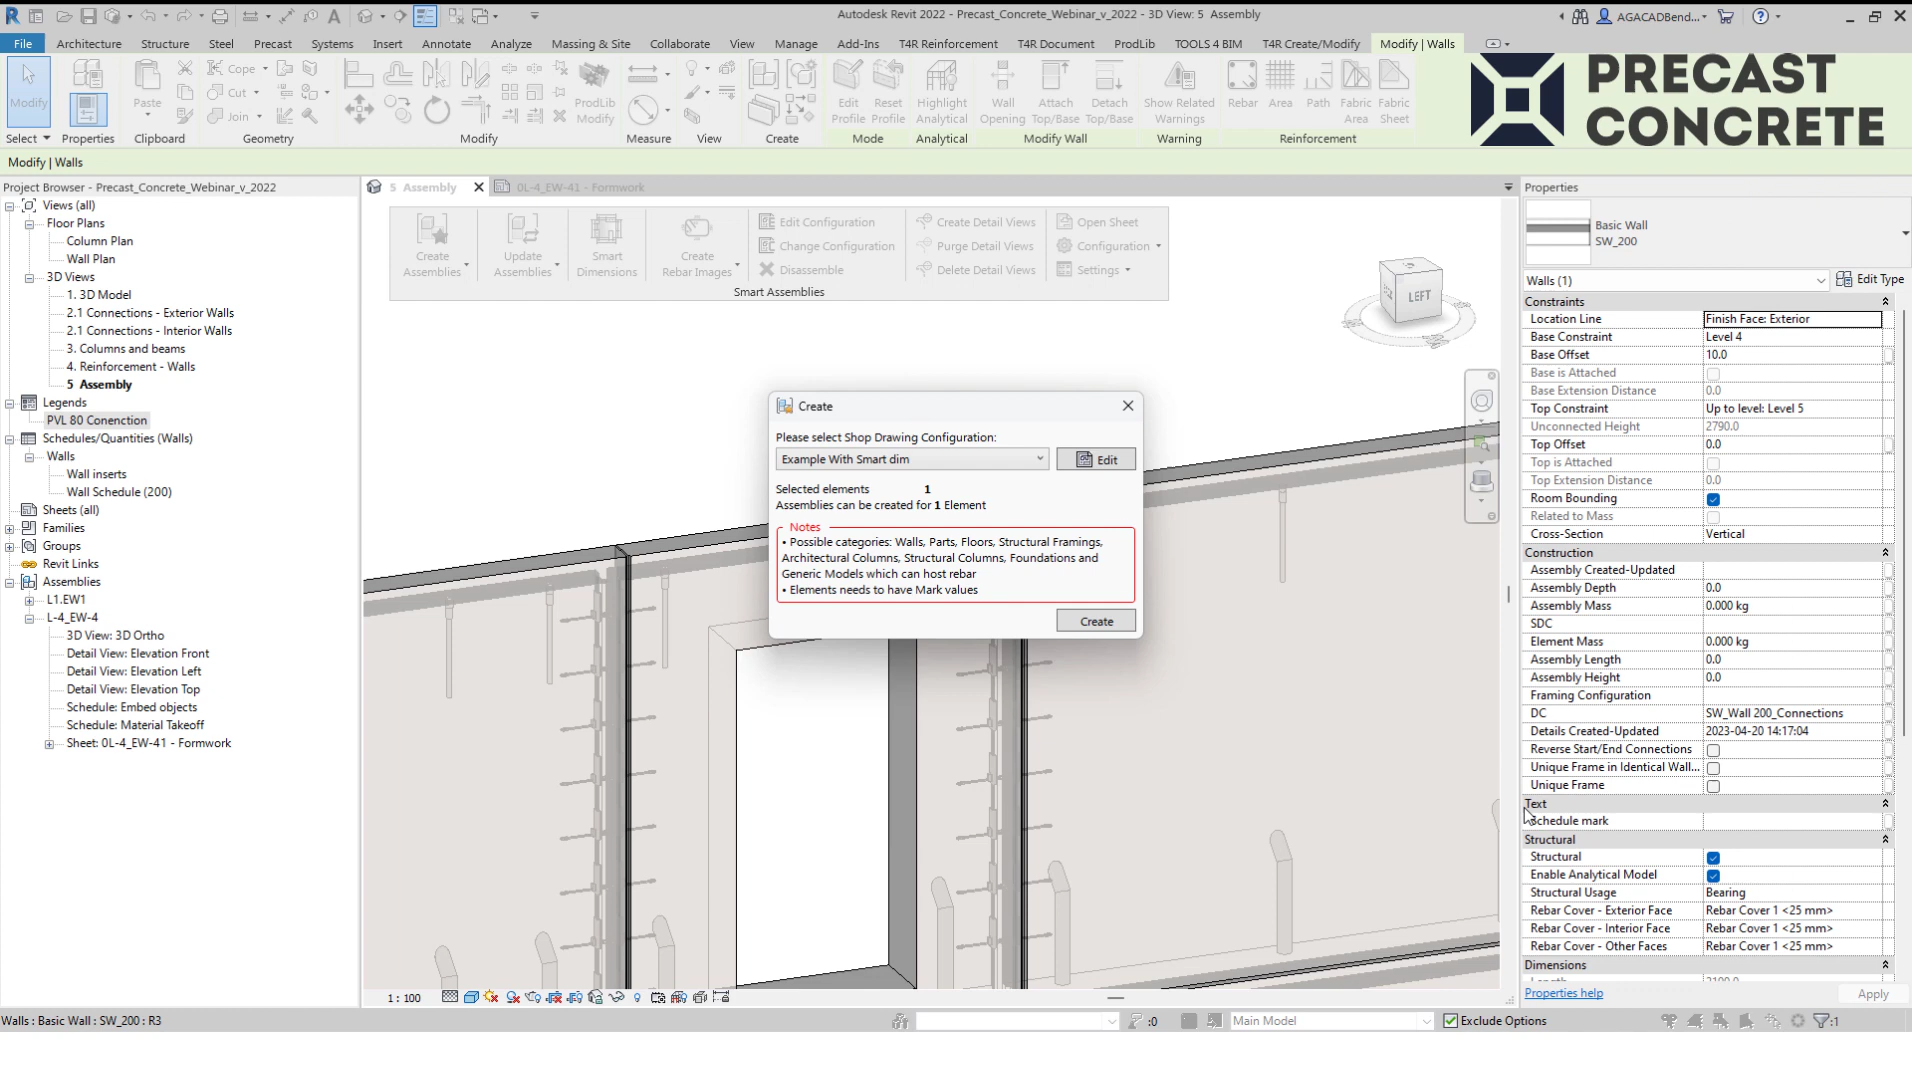 Autodesk Revit 2022 - Precast_Concrete_Webinar_v_2022 - 3D View: 5 Assembly
AGACADBend...
File Architecture Structure Steel Precast Systems Insert Annotate Analyze Massing & Site Collaborate View Manage Add-Ins T4R Reinforcement T4R Document ProdLib TOOLS 4 BIM T4R Create/Modify Modify | Walls
Modify
Paste
Cope
Cut
Join
ProdLib Modify
Edit Profile
Reset Profile
Highlight Analytical
Wall Opening
Attach Top/Base
Detach Top/Base
Show Related Warnings
Rebar
Area
Path
Fabric Area
Fabric Sheet
Select Properties Clipboard Geometry Modify Measure View Create Mode Analytical Modify Wall Warning Reinforcement
PRECAST
CONCRETE
Modify | Walls
Project Browser - Precast_Concrete_Webinar_v_2022
Views (all)
Floor Plans
Column Plan
Wall Plan
3D Views
1. 3D Model
2.1 Connections - Exterior Walls
2.1 Connections - Interior Walls
3. Columns and beams
4. Reinforcement - Walls
5 Assembly
Legends
PVL 80 Conenction
Schedules/Quantities (Walls)
Walls
Wall inserts
Wall Schedule (200)
Sheets (all)
Families
Groups
Revit Links
Assemblies
L1.EW1
L-4_EW-4
3D View: 3D Ortho
Detail View: Elevation Front
Detail View: Elevation Left
Detail View: Elevation Top
Schedule: Embed objects
Schedule: Material Takeoff
Sheet: 0L-4_EW-41 - Formwork
5 Assembly
0L-4_EW-41 - Formwork
Create Assemblies
Update Assemblies
Smart Dimensions
Create Rebar Images
Edit Configuration
Change Configuration
Disassemble
Create Detail Views
Purge Detail Views
Delete Detail Views
Open Sheet
Configuration
Settings
Smart Assemblies
LEFT
Create
Please select Shop Drawing Configuration:
Example With Smart dim
Edit
Selected elements 1
Assemblies can be created for 1 Element
Notes
• Possible categories: Walls, Parts, Floors, Structural Framings,
Architectural Columns, Structural Columns, Foundations and
Generic Models which can host rebar
• Elements needs to have Mark values
Create
Properties
Basic Wall
SW_200
Walls (1)
Edit Type
Constraints
Location Line Finish Face: Exterior
Base Constraint Level 4
Base Offset 10.0
Base is Attached
Base Extension Distance 0.0
Top Constraint Up to level: Level 5
Unconnected Height 2790.0
Top Offset 0.0
Top is Attached
Top Extension Distance 0.0
Room Bounding
Related to Mass
Cross-Section Vertical
Construction
Assembly Created-Updated
Assembly Depth 0.0
Assembly Mass 0.000 kg
SDC
Element Mass 0.000 kg
Assembly Length 0.0
Assembly Height 0.0
Framing Configuration
DC SW_Wall 200_Connections
Details Created-Updated 2023-04-20 14:17:04
Reverse Start/End Connections
Unique Frame in Identical Wall...
Unique Frame
Text
Schedule mark
Structural
Structural
Enable Analytical Model
Structural Usage Bearing
Rebar Cover - Exterior Face Rebar Cover 1 <25 mm>
Rebar Cover - Interior Face Rebar Cover 1 <25 mm>
Rebar Cover - Other Faces Rebar Cover 1 <25 mm>
Dimensions
Properties help
Apply
1 : 100
Walls : Basic Wall : SW_200 : R3
:0
Main Model
Exclude Options
:1